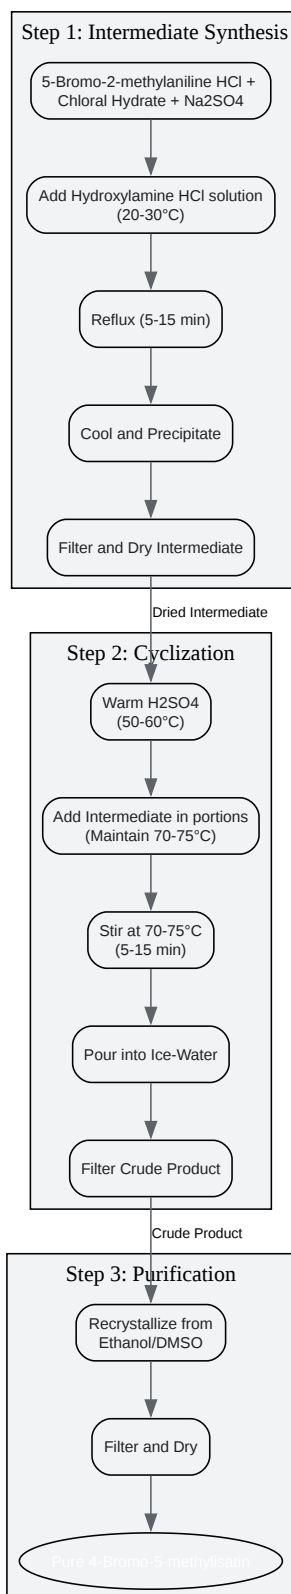 Step 1: Intermediate Synthesis
5-Bromo-2-methylaniline HCl +
Chloral Hydrate + Na2SO4
Add Hydroxylamine HCl solution
(20-30°C)
Reflux (5-15 min)
Cool and Precipitate
Filter and Dry Intermediate
Dried Intermediate
Step 2: Cyclization
Warm H2SO4
(50-60°C)
Add Intermediate in portions
(Maintain 70-75°C)
Stir at 70-75°C
(5-15 min)
Pour into Ice-Water
Filter Crude Product
Crude Product
Step 3: Purification
Recrystallize from
Ethanol/DMSO
Filter and Dry
Pure 4-Bromo-5-methylisatin